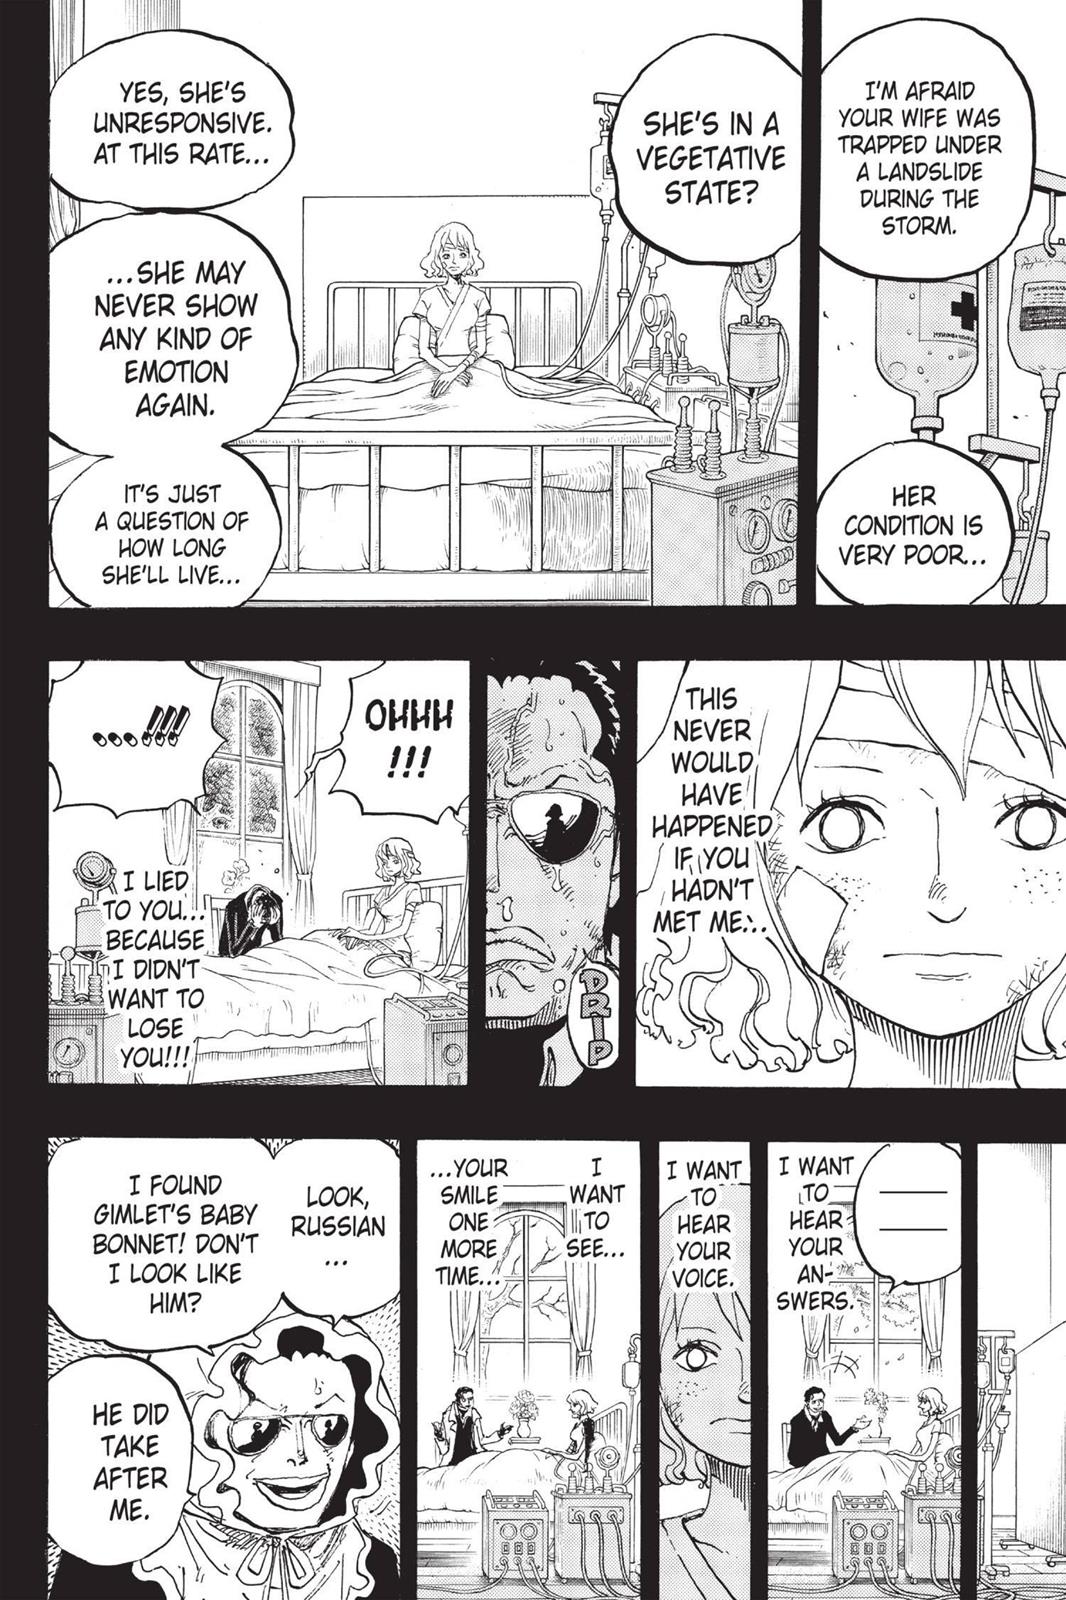 I'M AFRAID
YOUR WIFE WAS
TRAPPED UNDER
A LANDSLIDE
DURING THE
STORM.
HER
CONDITION IS
VERY POOR...
SHE'S IN A
VEGETATIVE
STATE?
YES, SHE'S
UNRESPONSIVE.
AT THIS RATE...
...SHE MAY
NEVER SHOW
ANY KIND OF
EMOTION
AGAIN.
IT'S JUST
A QUESTION OF
HOW LONG
SHE'LL LIVE...
THIS
NEVER
WOULD
HAVE
HAPPENED
IF YOU
HADN'T
MET ME...
DRIP
OHHH
!!!
...!!!
I LIED
TO YOU...
BECAUSE
I DIDN'T
WANT TO
LOSE
YOU!!!
I WANT
TO
HEAR
YOUR
AN-
SWERS.
I WANT
TO
HEAR
YOUR
VOICE.
I
WANT
TO
SEE...
...YOUR
SMILE
ONE
MORE
TIME...
LOOK,
RUSSIAN
...
I FOUND
GIMLET'S BABY
BONNET! DON'T
I LOOK LIKE
HIM?
HE DID
TAKE
AFTER
ME.